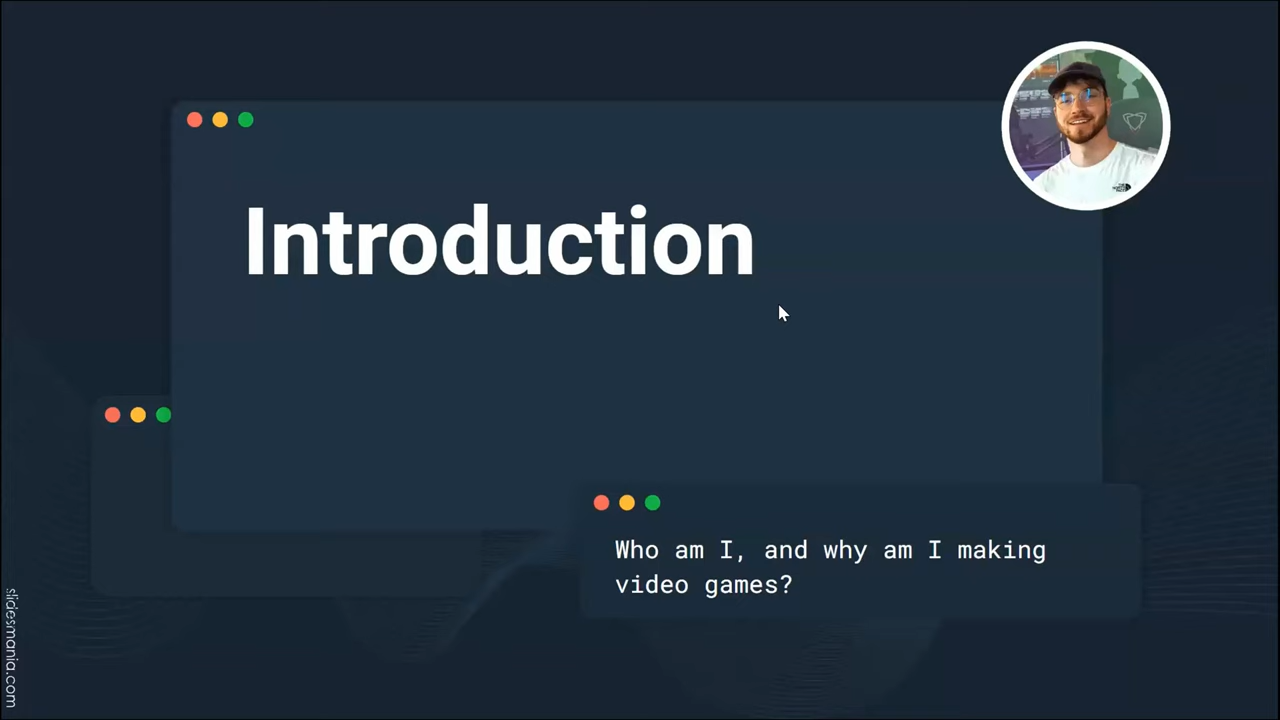 Introduction
Who am I, and why am I making
video games?
slidesmania.com